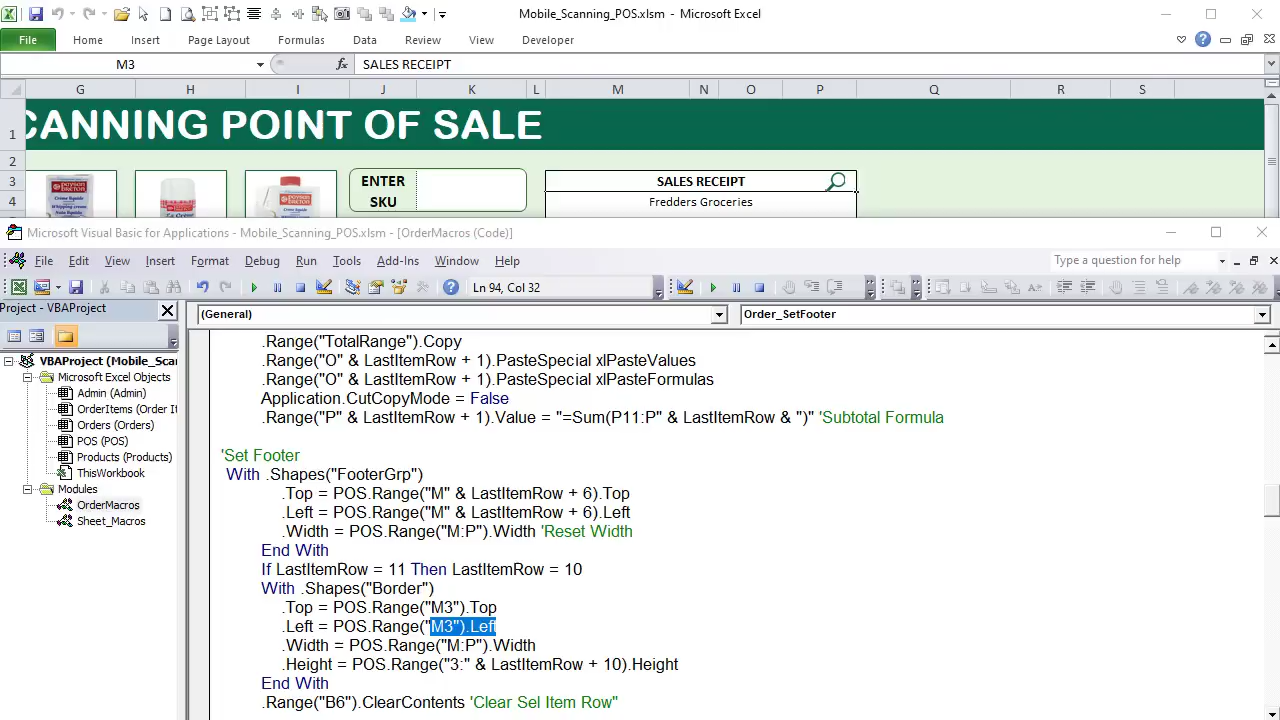 Mobile_Scanning_POS.xlsm - Microsoft Excel
File Home Insert Page Layout Formulas Data Review View Developer
M3 fx SALES RECEIPT
G H I J K L M N O P Q R S
1 CANNING POINT OF SALE
2
3 ENTER SALES RECEIPT
4 SKU Fredders Groceries
Microsoft Visual Basic for Applications - Mobile_Scanning_POS.xlsm - [OrderMacros (Code)]
File Edit View Insert Format Debug Run Tools Add-Ins Window Help Type a question for help
Ln 94, Col 32
Project - VBAProject
(General) Order_SetFooter
VBAProject (Mobile_Scar
Microsoft Excel Objects
Admin (Admin)
OrderItems (Order It
Orders (Orders)
POS (POS)
Products (Products)
ThisWorkbook
Modules
OrderMacros
Sheet_Macros
.Range("TotalRange").Copy
.Range("O" & LastItemRow + 1).PasteSpecial xlPasteValues
.Range("O" & LastItemRow + 1).PasteSpecial xlPasteFormulas
Application.CutCopyMode = False
.Range("P" & LastItemRow + 1).Value = "=Sum(P11:P" & LastItemRow & ")" 'Subtotal Formula
'Set Footer
With .Shapes("FooterGrp")
.Top = POS.Range("M" & LastItemRow + 6).Top
.Left = POS.Range("M" & LastItemRow + 6).Left
.Width = POS.Range("M:P").Width 'Reset Width
End With
If LastItemRow = 11 Then LastItemRow = 10
With .Shapes("Border")
.Top = POS.Range("M3").Top
.Left = POS.Range("M3").Left
.Width = POS.Range("M:P").Width
.Height = POS.Range("3:" & LastItemRow + 10).Height
End With
.Range("B6").ClearContents 'Clear Sel Item Row"